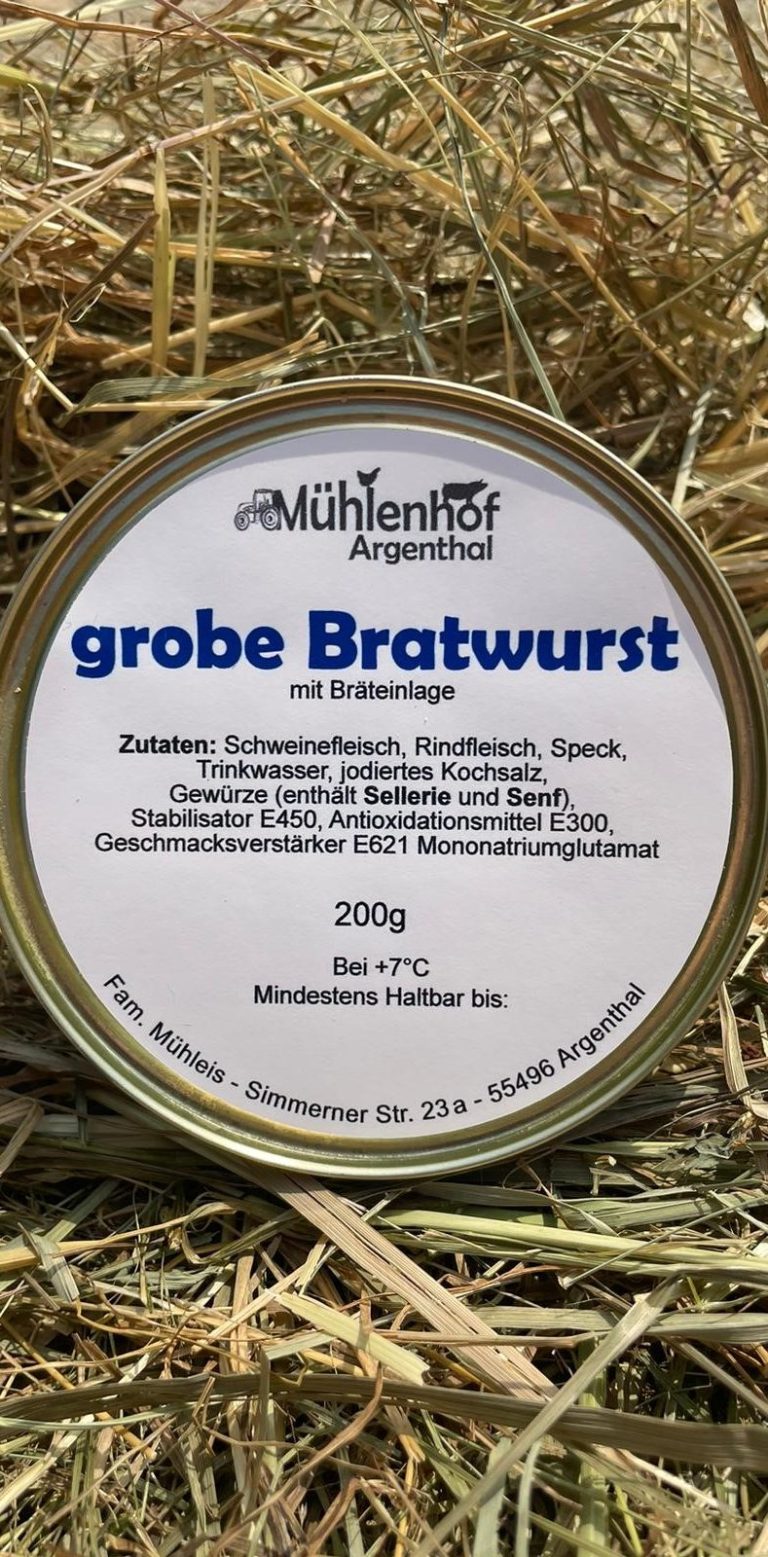 Mühlenhof
Argenthal
grobe Bratwurst
mit Bräteinlage
Zutaten: Schweinefleisch, Rindfleisch, Speck,
Trinkwasser, jodiertes Kochsalz,
Gewürze (enthält Sellerie und Senf),
Stabilisator E450, Antioxidationsmittel E300,
Geschmacksverstärker E621 Mononatriumglutamat
200g
Bei +7°C
Mindestens Haltbar bis:
Fam. Mühleis - Simmerner Str. 23a - 55496 Argenthal